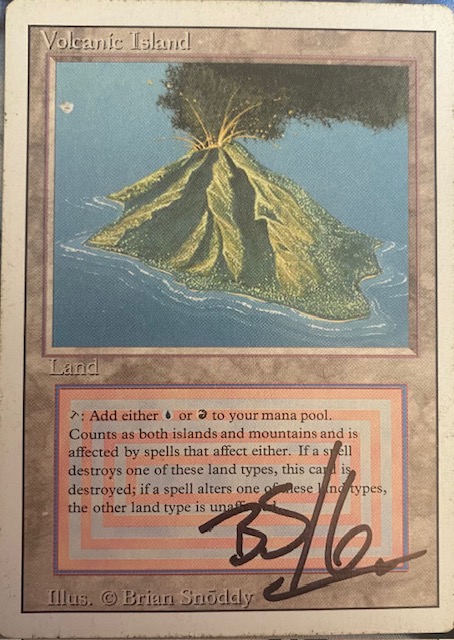 Volcanic Island
Land
: Add either or to your mana pool.
Counts as both islands and mountains and is
affected by spells that affect either. If a spell
destroys one of these land types, this card is
destroyed; if a spell alters one of these land types,
the other land type is unaffected.
Illus. © Brian Snōddy